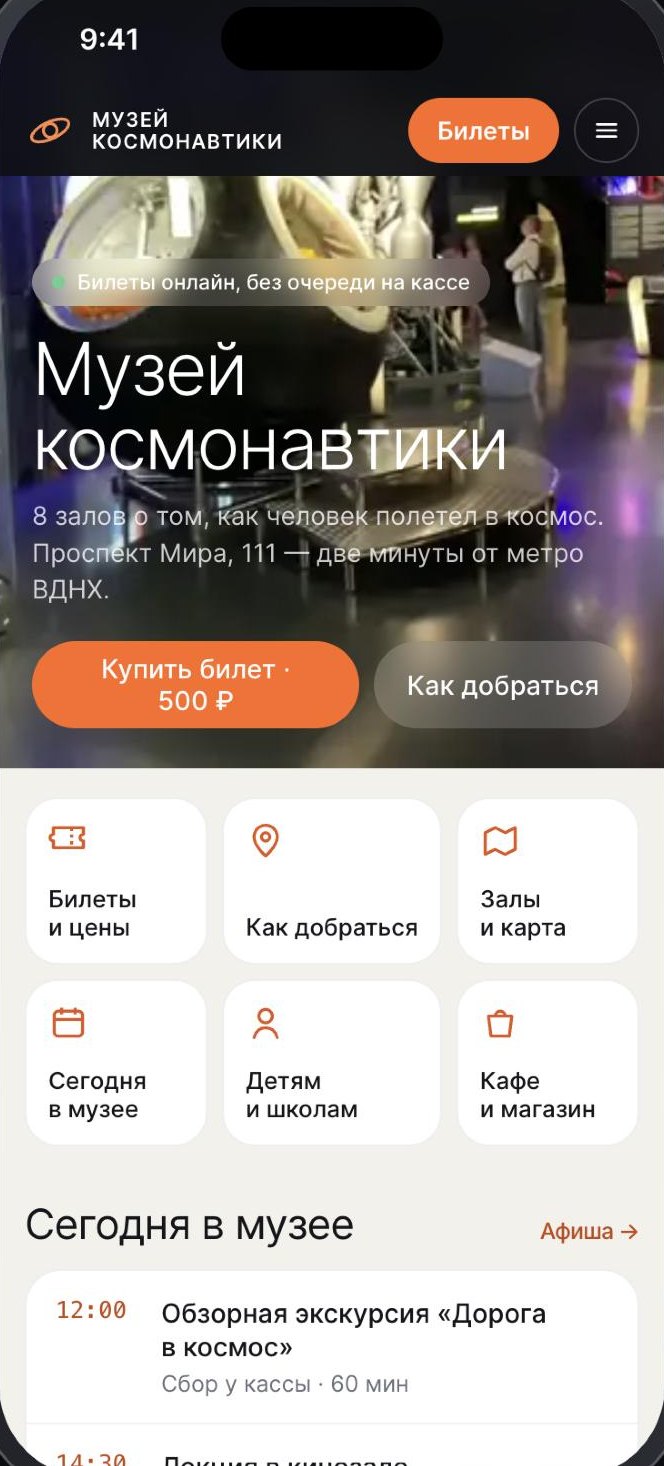 9:41
МУЗЕЙ
КОСМОНАВТИКИ
Билеты
Билеты онлайн, без очереди на кассе
Музей
космонавтики
8 залов о том, как человек полетел в космос.
Проспект Мира, 111 — две минуты от метро
ВДНХ.
Купить билет ·
500 ₽
Как добраться
Билеты
и цены
Как добраться
Залы
и карта
Сегодня
в музее
Детям
и школам
Кафе
и магазин
Сегодня в музее
Афиша →
12:00
Обзорная экскурсия «Дорога
в космос»
Сбор у кассы · 60 мин
14:30
Лекция в кинозале